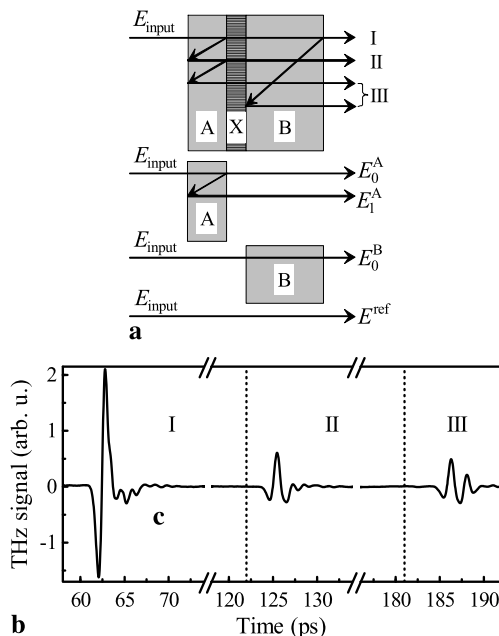 E_input I
II
III
A X B
E_input E_0^A
E_1^A
A
E_input E_0^B
B
E_input E^ref
a
THz signal (arb. u.)
2
1
0
-1
I II III
c
60 65 70 120 125 130 180 185 190
Time (ps)
b